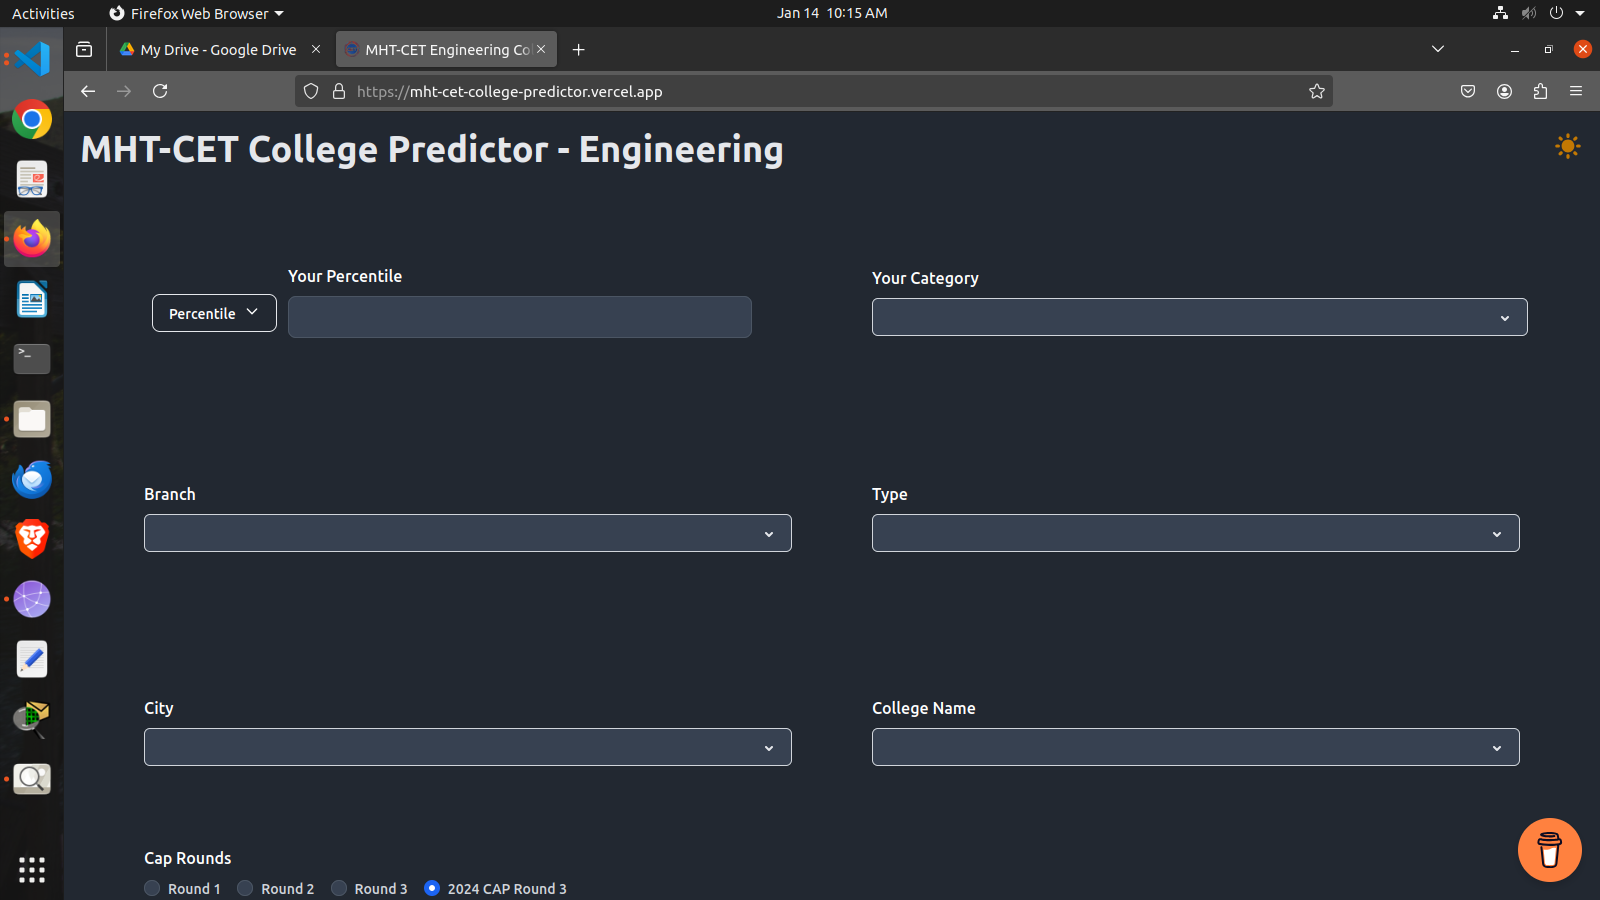 Activities
Firefox Web Browser
Jan 14 10:15 AM
My Drive - Google Drive
MHT-CET Engineering Co
https://mht-cet-college-predictor.vercel.app
MHT-CET College Predictor - Engineering
Your Percentile
Percentile
Your Category
Branch
Type
City
College Name
Cap Rounds
Round 1
Round 2
Round 3
2024 CAP Round 3